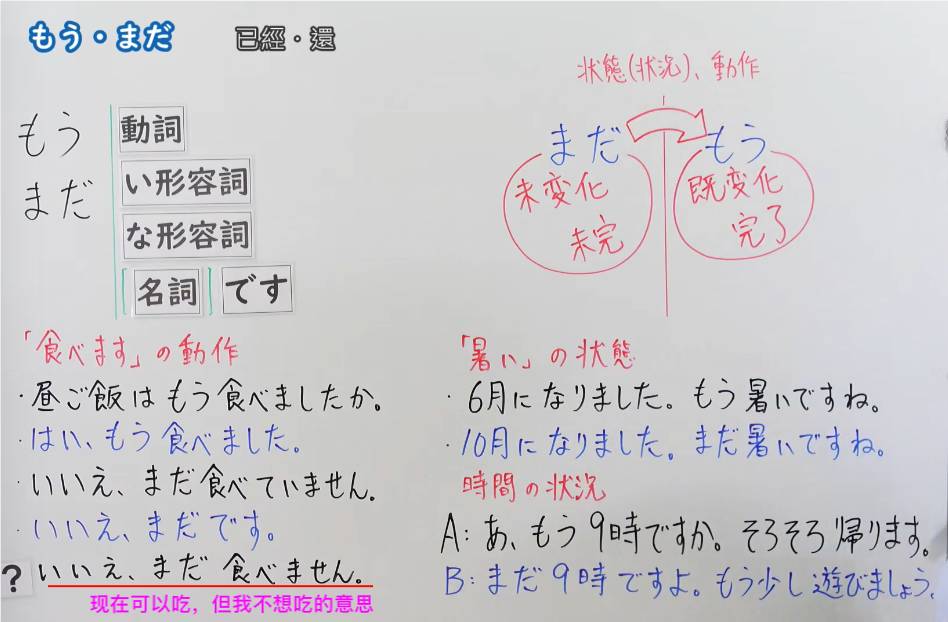 もう・まだ 已經・還
もう
まだ
動詞
い形容詞
な形容詞
[名詞]です
状態(状況)、動作
まだ もう
未変化
未完
既変化
完了
「食べます」の動作
・昼ご飯はもう食べましたか。
・はい、もう食べました。
・いいえ、まだ食べていません。
・いいえ、まだです。
? いいえ、まだ食べません。
现在可以吃，但我不想吃的意思
「暑い」の状態
・6月になりました。もう暑いですね。
・10月になりました。まだ暑いですね。
時間の状況
A:あ、もう9時ですか。そろそろ帰ります。
B:まだ9時ですよ。もう少し遊びましょう。